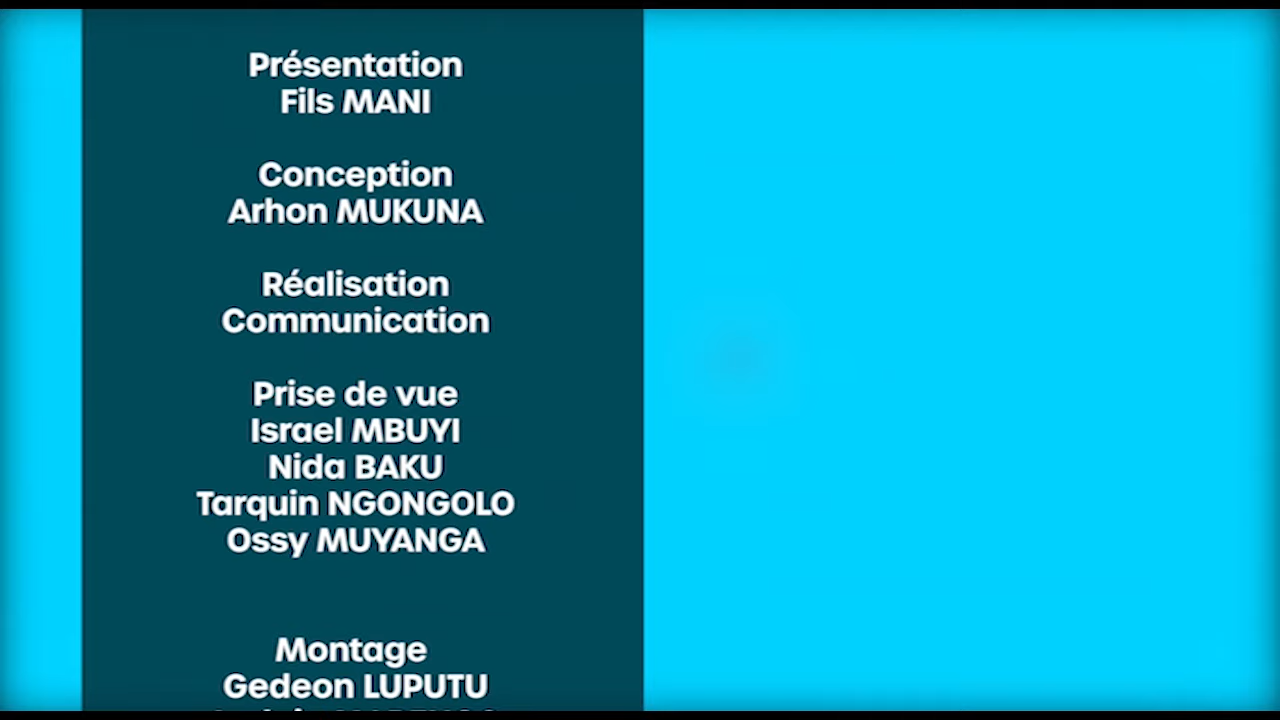 Présentation
Fils MANI
Conception
Arhon MUKUNA
Réalisation
Communication
Prise de vue
Israel MBUYI
Nida BAKU
Tarquin NGONGOLO
Ossy MUYANGA
Montage
Gedeon LUPUTU